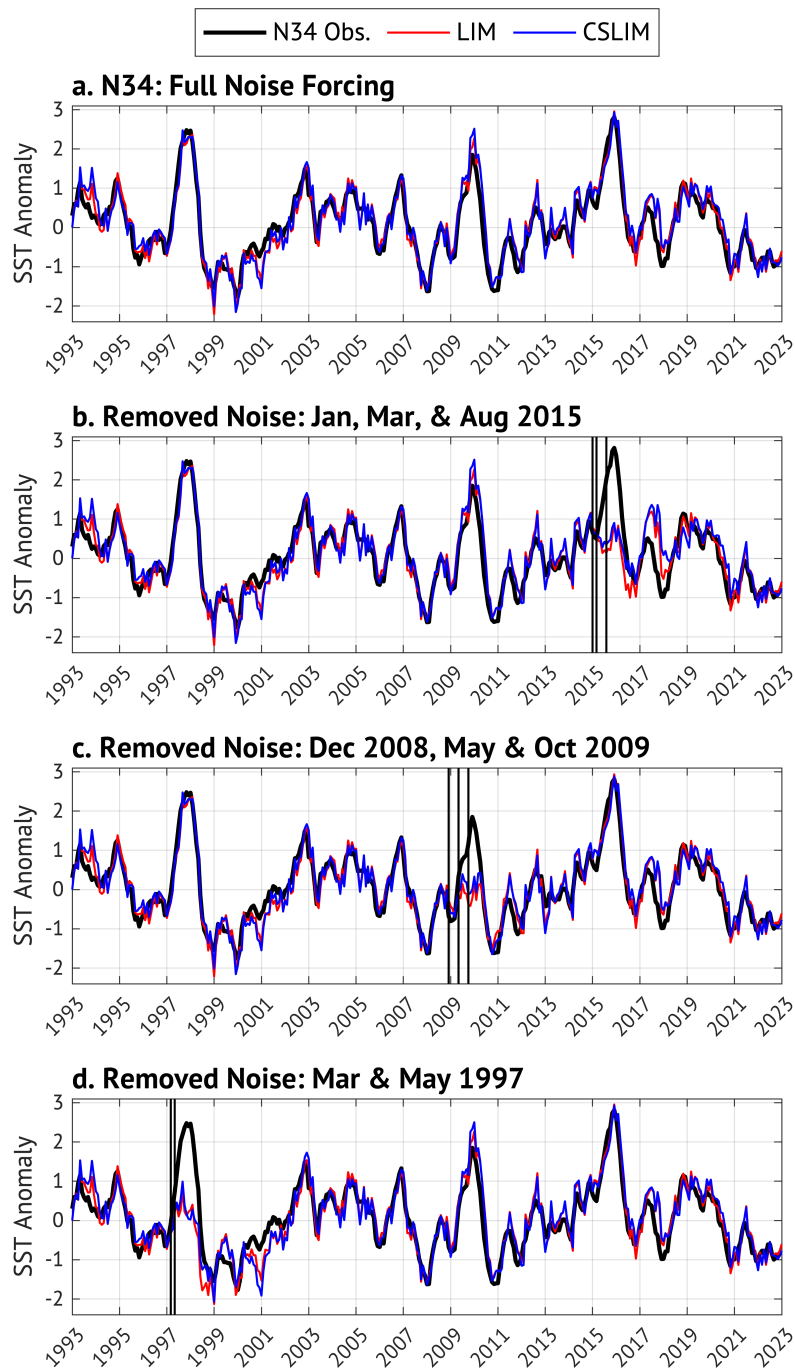 N34 Obs. LIM CSLIM
a. N34: Full Noise Forcing
SST Anomaly
3
2
1
0
-1
-2
1993 1995 1997 1999 2001 2003 2005 2007 2009 2011 2013 2015 2017 2019 2021 2023
b. Removed Noise: Jan, Mar, & Aug 2015
SST Anomaly
3
2
1
0
-1
-2
1993 1995 1997 1999 2001 2003 2005 2007 2009 2011 2013 2015 2017 2019 2021 2023
c. Removed Noise: Dec 2008, May & Oct 2009
SST Anomaly
3
2
1
0
-1
-2
1993 1995 1997 1999 2001 2003 2005 2007 2009 2011 2013 2015 2017 2019 2021 2023
d. Removed Noise: Mar & May 1997
SST Anomaly
3
2
1
0
-1
-2
1993 1995 1997 1999 2001 2003 2005 2007 2009 2011 2013 2015 2017 2019 2021 2023